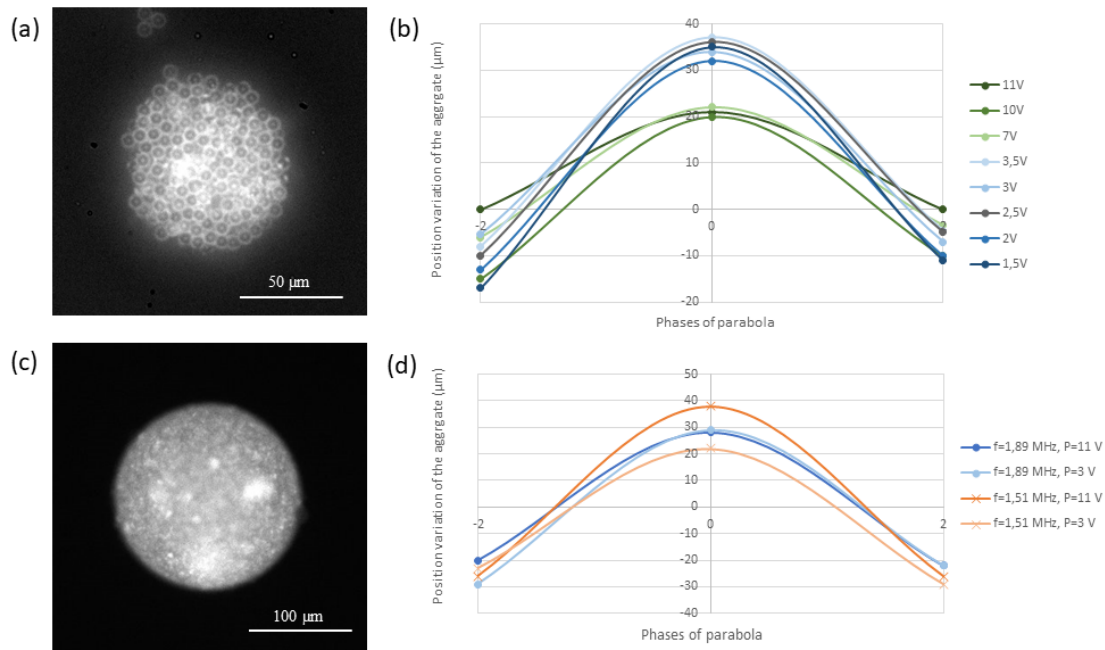 (a)
50 μm
(b)
Position variation of the aggrgate (μm)
40
30
20
10
0
-10
-20
-2
0
2
Phases of parabola
11V
10V
7V
3,5V
3V
2,5V
2V
1,5V
(c)
100 μm
(d)
Position variation of the aggrgate (μm)
50
40
30
20
10
0
-10
-20
-30
-40
-2
0
2
Phases of parabola
f=1,89 MHz, P=11 V
f=1,89 MHz, P=3 V
f=1,51 MHz, P=11 V
f=1,51 MHz, P=3 V